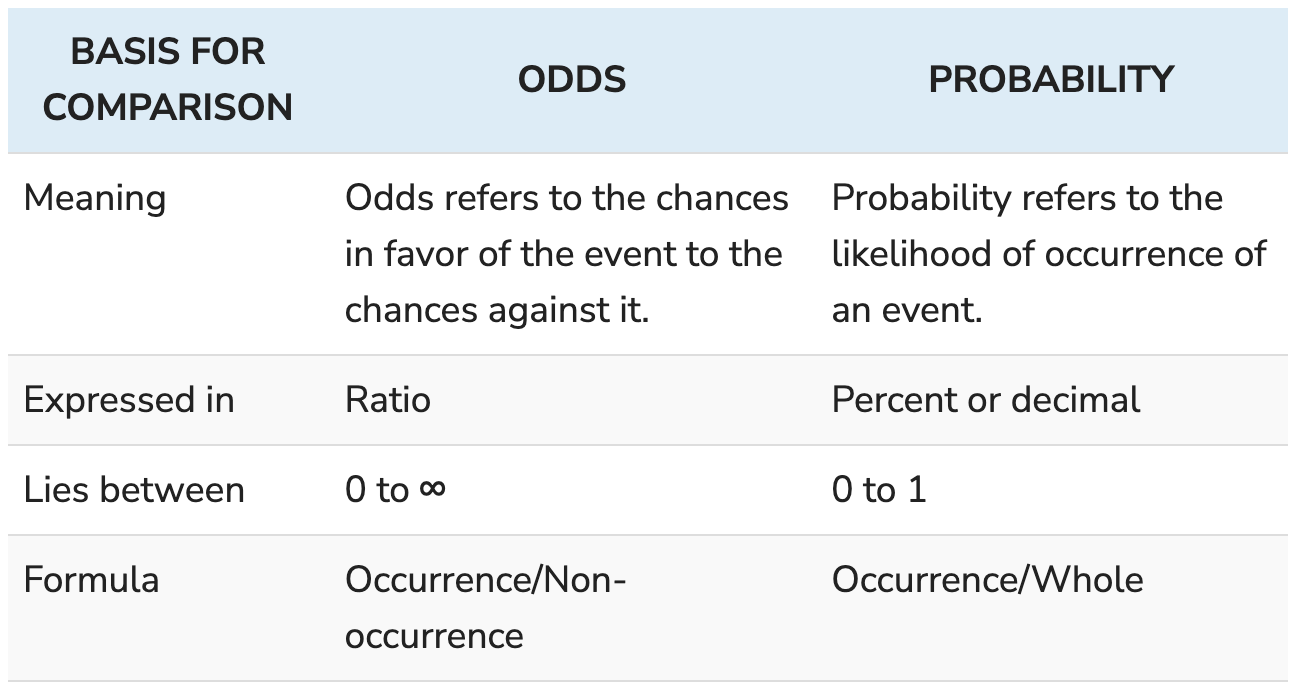 BASIS FOR
COMPARISON
ODDS
PROBABILITY
Meaning
Odds refers to the chances
in favor of the event to the
chances against it.
Probability refers to the
likelihood of occurrence of
an event.
Expressed in
Ratio
Percent or decimal
Lies between
0 to ∞
0 to 1
Formula
Occurrence/Non-
occurrence
Occurrence/Whole